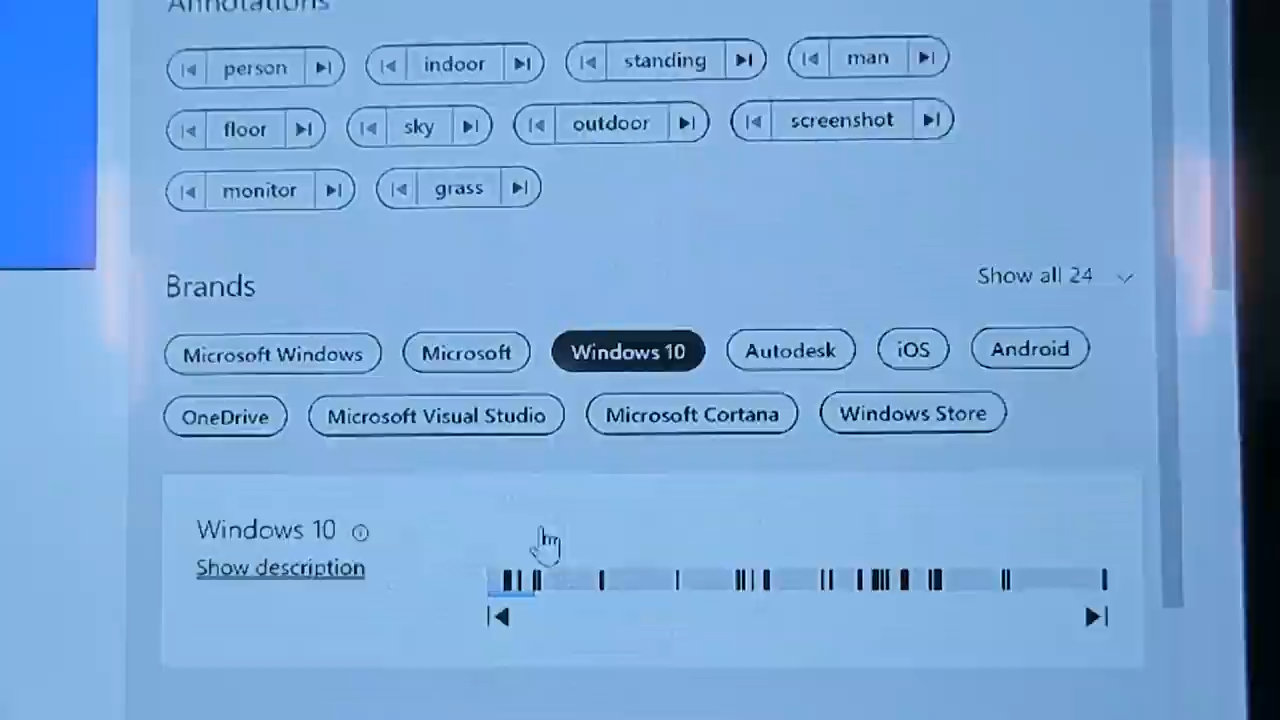 Annotations
person indoor standing man
floor sky outdoor screenshot
monitor grass
Brands Show all 24
Microsoft Windows Microsoft Windows 10 Autodesk iOS Android
OneDrive Microsoft Visual Studio Microsoft Cortana Windows Store
Windows 10
Show description